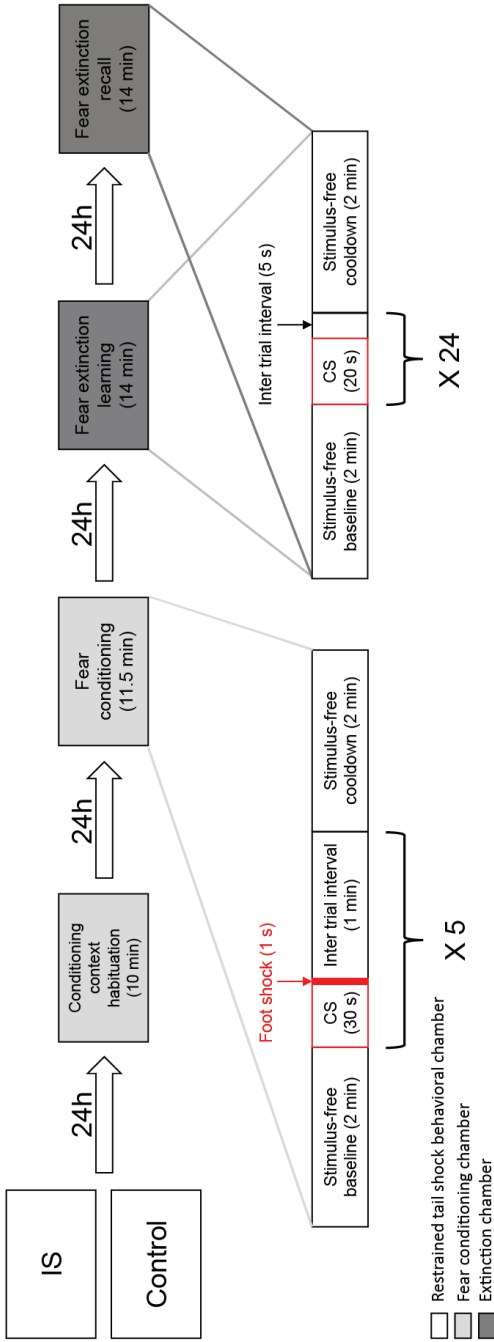 IS
Control
24h
Conditioning
context
habituation
(10 min)
24h
Fear
conditioning
(11.5 min)
24h
Fear extinction
learning
(14 min)
24h
Fear extinction
recall
(14 min)
Foot shock (1 s)
Stimulus-free
baseline (2 min)
CS
(30 s)
Inter trial interval
(1 min)
Stimulus-free
cooldown (2 min)
X 5
Inter trial interval (5 s)
Stimulus-free
baseline (2 min)
CS
(20 s)
Stimulus-free
cooldown (2 min)
X 24
Restrained tail shock behavioral chamber
Fear conditioning chamber
Extinction chamber